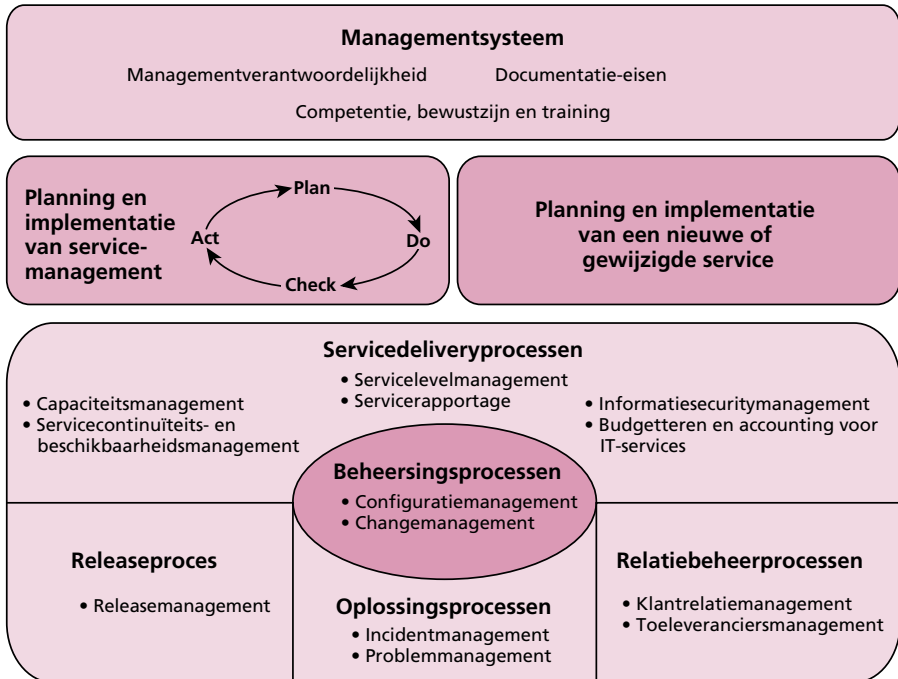 Managementsysteem
Managementverantwoordelijkheid Documentatie-eisen
Competentie, bewustzijn en training
Planning en
implementatie
van service-
management
Plan
Act
Do
Check
Planning en implementatie
van een nieuwe of
gewijzigde service
Servicedeliveryprocessen
• Capaciteitsmanagement
• Servicecontinuïteits- en
beschikbaarheidsmanagement
• Servicelevelmanagement
• Servicerapportage
• Informatiesecuritymanagement
• Budgetteren en accounting voor
IT-services
Beheersingsprocessen
• Configuratiemanagement
• Changemanagement
Releaseproces
• Releasemanagement
Oplossingsprocessen
• Incidentmanagement
• Problemmanagement
Relatiebeheerprocessen
• Klantrelatiemanagement
• Toeleveranciersmanagement